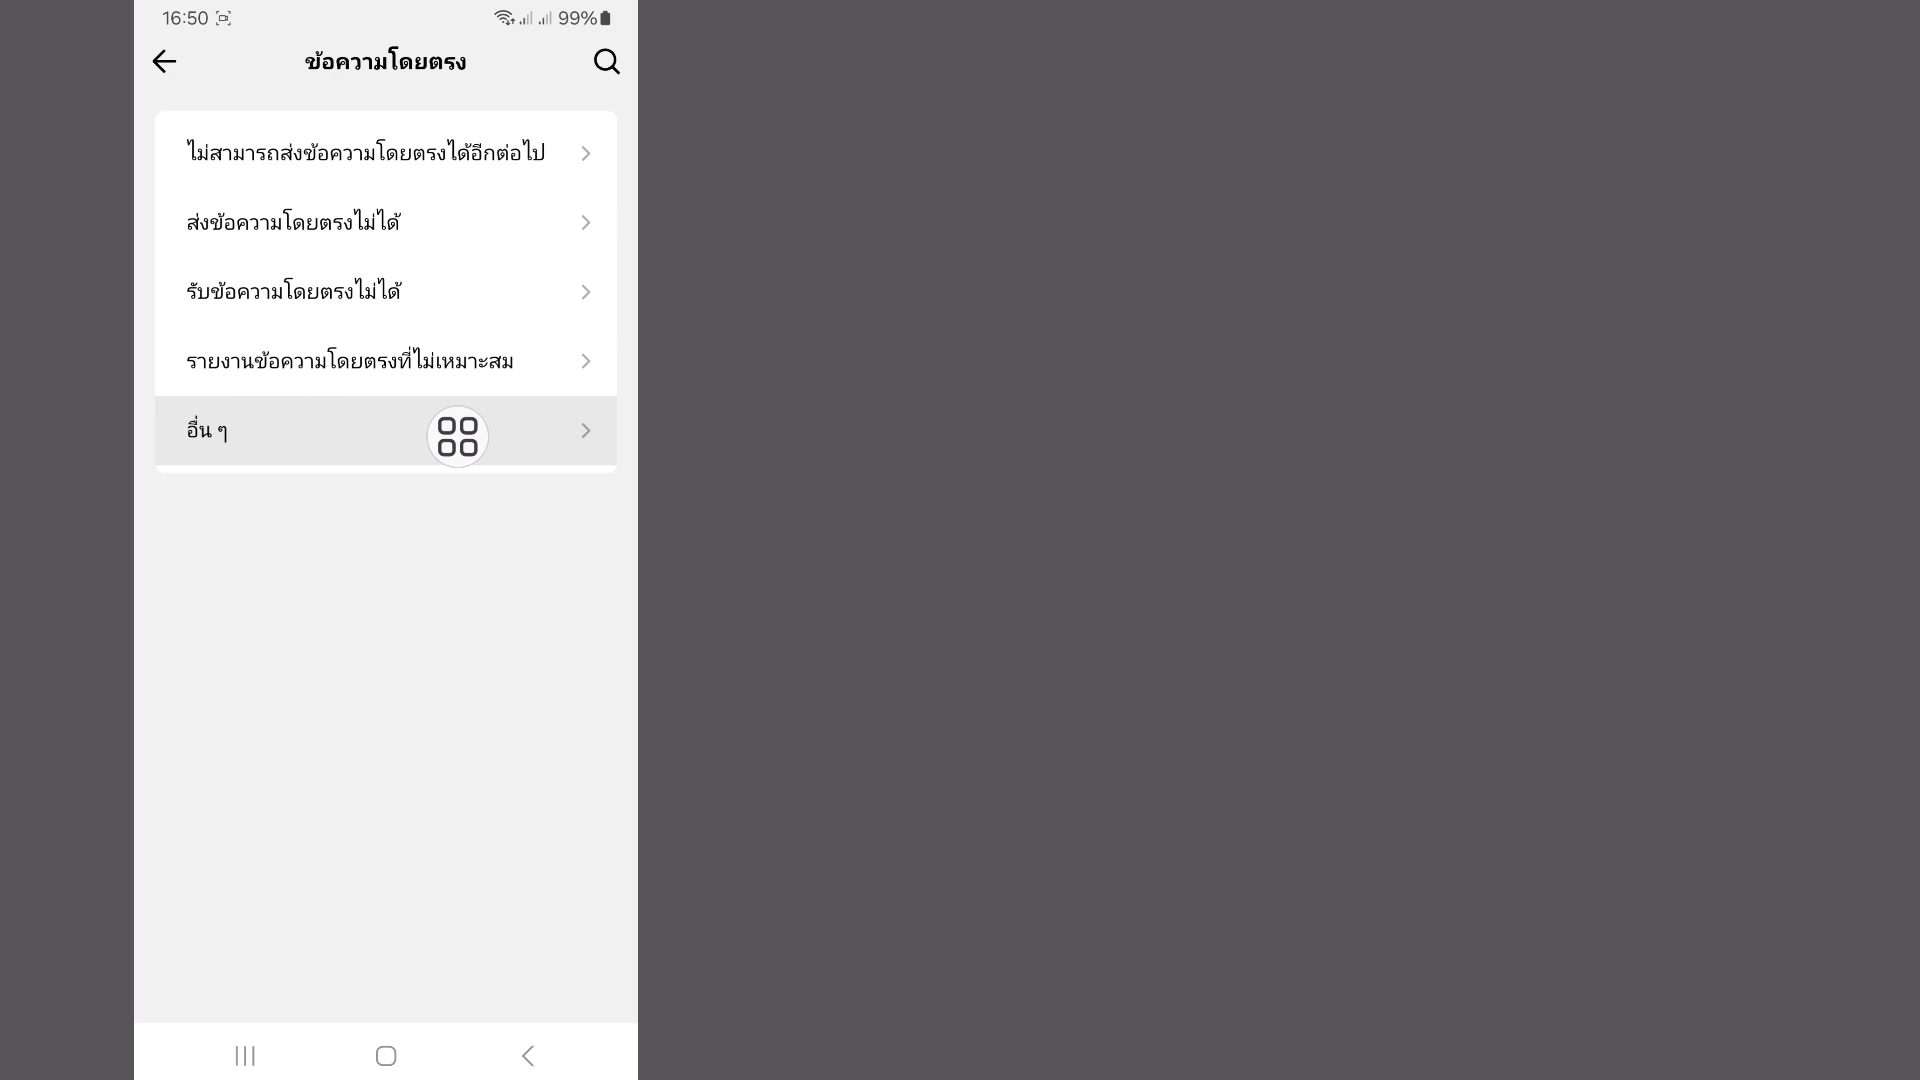 16:50
99%
ข้อความโดยตรง
ไม่สามารถส่งข้อความโดยตรงได้อีกต่อไป
ส่งข้อความโดยตรงไม่ได้
รับข้อความโดยตรงไม่ได้
รายงานข้อความโดยตรงที่ไม่เหมาะสม
อื่น ๆ